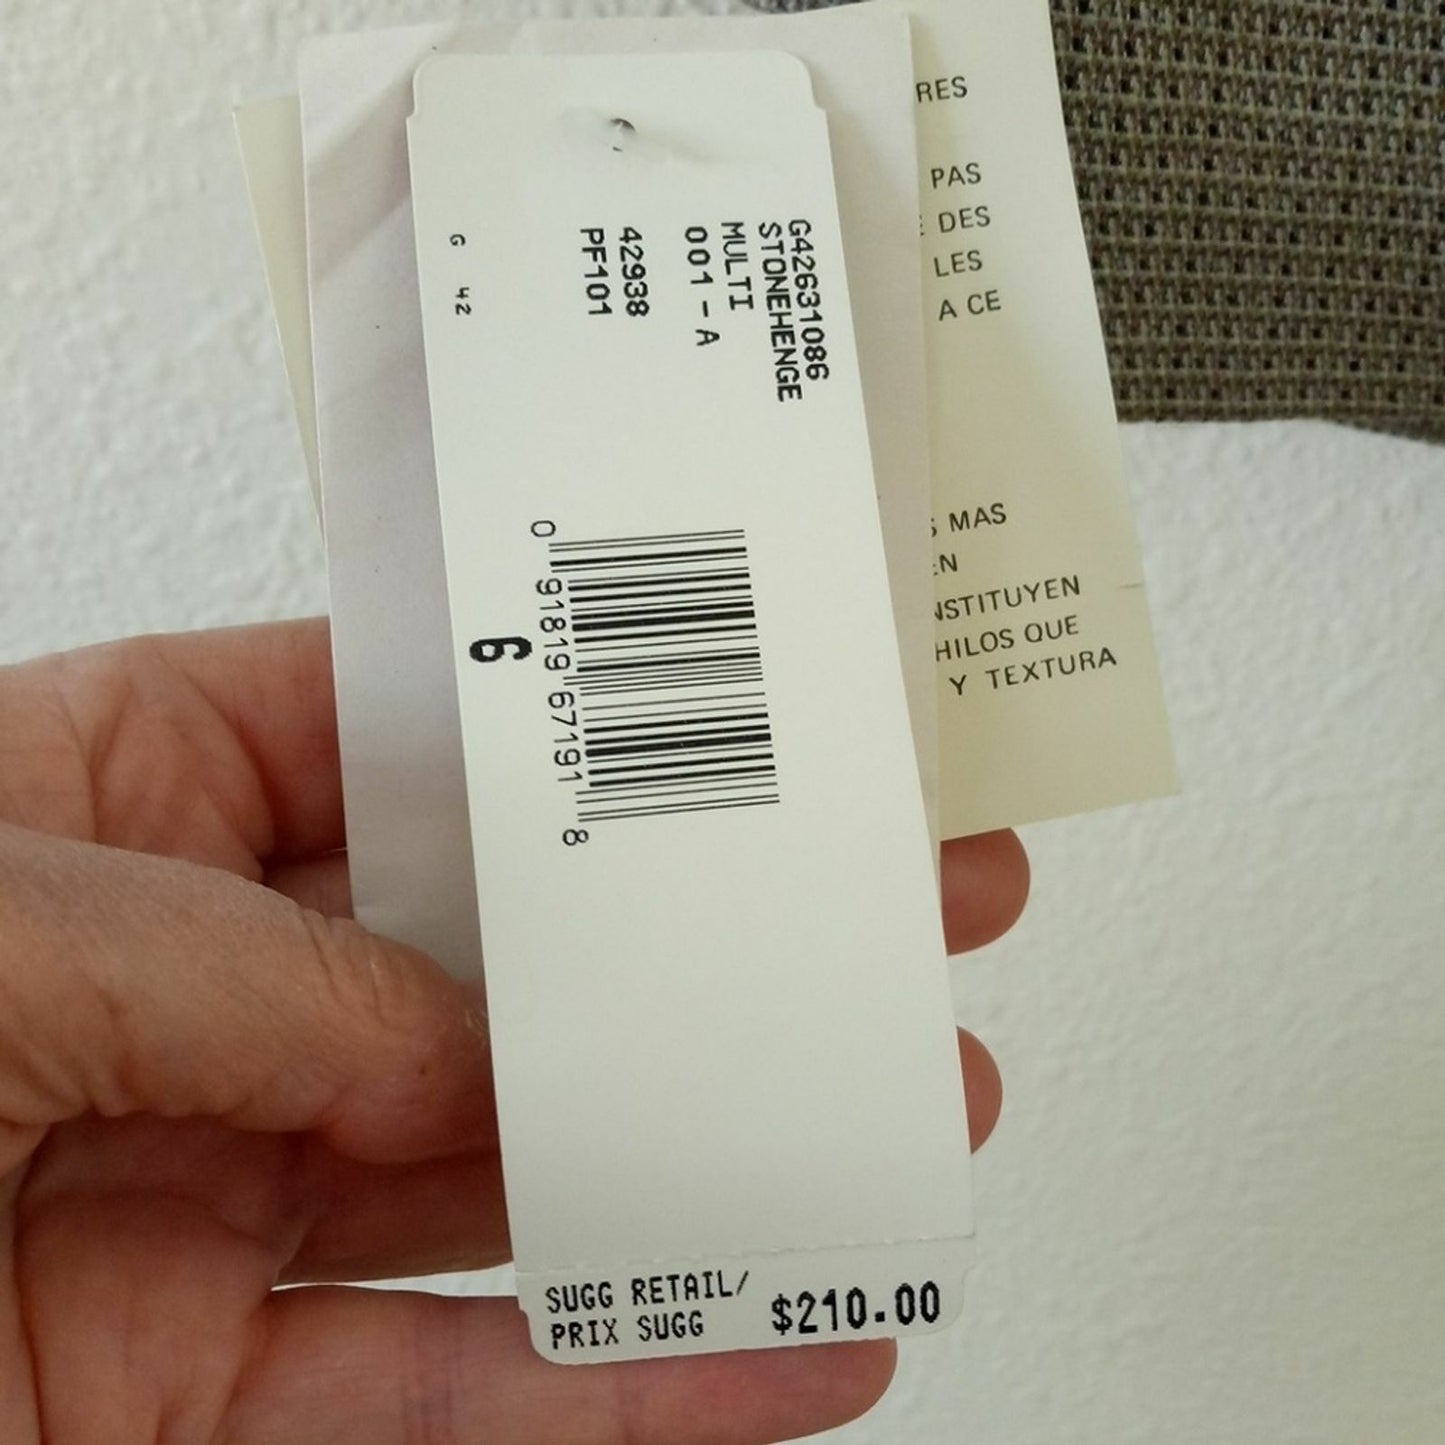 G42631086
STONEHENGE
MULTI
001 - A
42938
PF101
G 42
0 91819 67191 8
6
SUGG RETAIL/
PRIX SUGG
$210.00
RES
PAS
DES
LES
A CE
MAS
EN
NSTITUYEN
HILOS QUE
Y TEXTURA